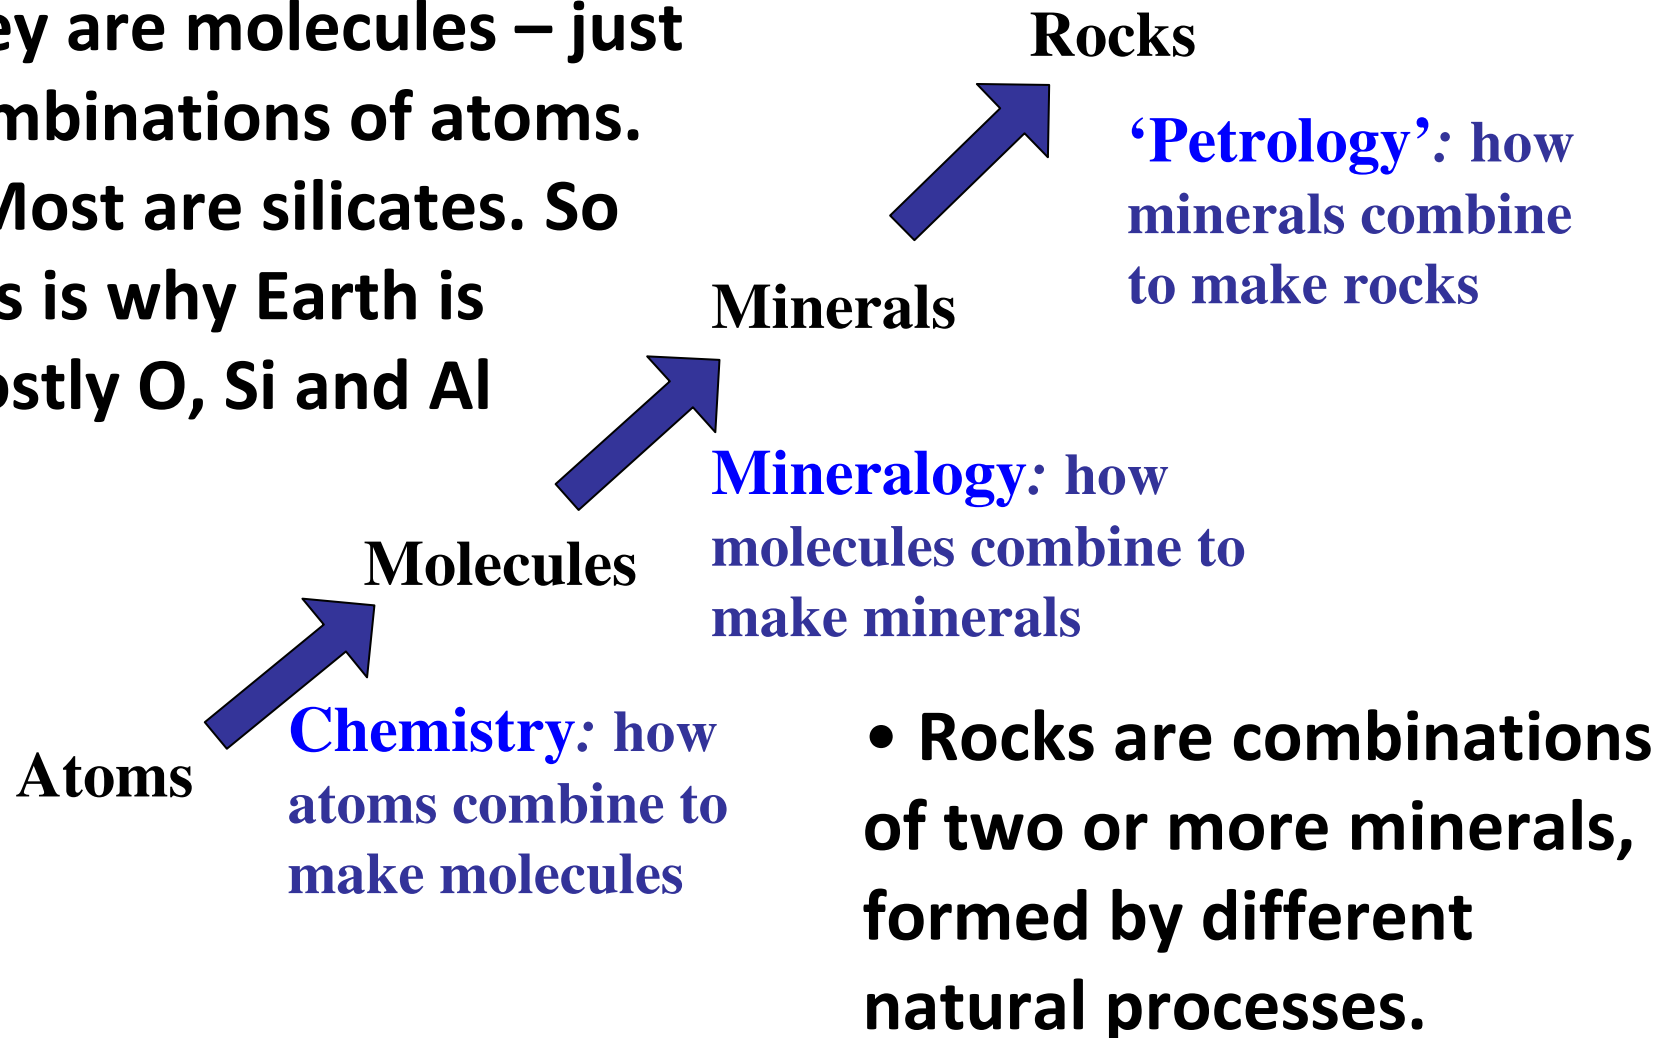 ey are molecules – just
mbinations of atoms.
Most are silicates. So
s is why Earth is
ostly O, Si and Al
Rocks
‘Petrology’: how
minerals combine
to make rocks
Minerals
Mineralogy: how
molecules combine to
make minerals
Molecules
Chemistry: how
atoms combine to
make molecules
Atoms
• Rocks are combinations
of two or more minerals,
formed by different
natural processes.